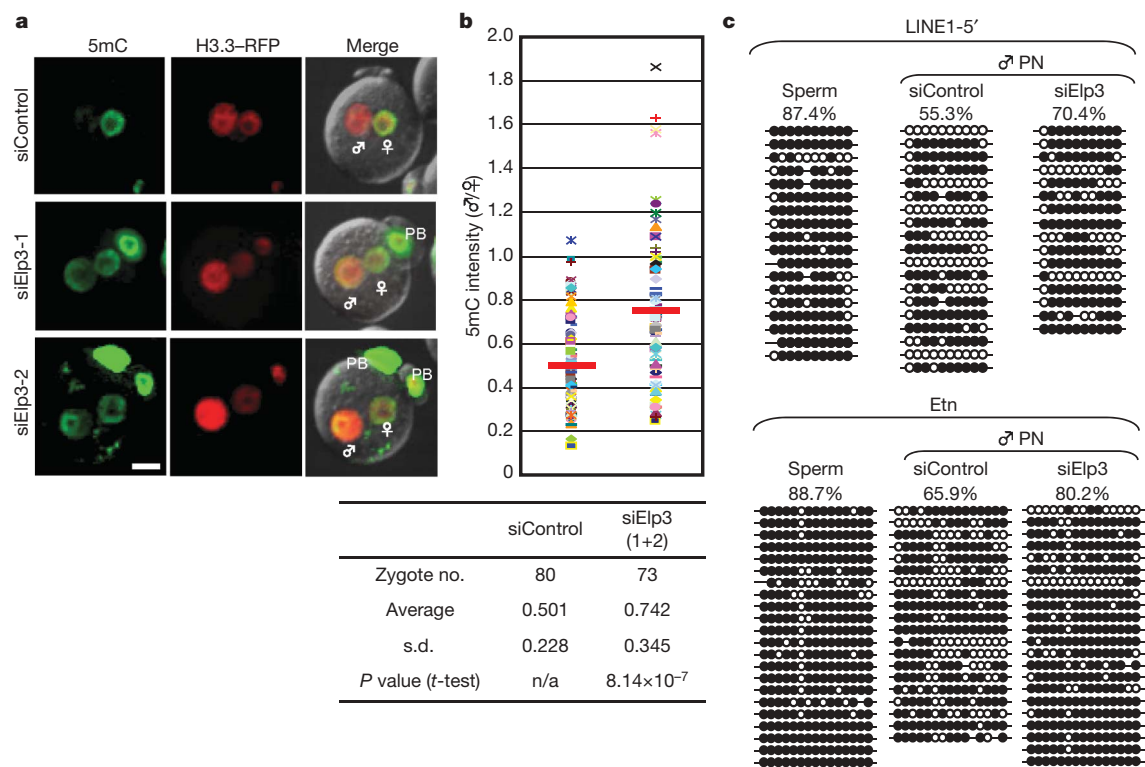 a
5mC H3.3–RFP Merge
siControl
♂ ♀
siElp3-1
PB
♂ ♀
siElp3-2
PB PB
♂ ♀
b
5mC intensity (♂/♀)
2.0
1.8
1.6
1.4
1.2
1.0
0.8
0.6
0.4
0.2
0
siControl siElp3 (1+2)
Zygote no. 80 73
Average 0.501 0.742
s.d. 0.228 0.345
P value (t-test) n/a 8.14×10⁻⁷
c
LINE1-5′
♂ PN
Sperm siControl siElp3
87.4% 55.3% 70.4%
Etn
♂ PN
Sperm siControl siElp3
88.7% 65.9% 80.2%